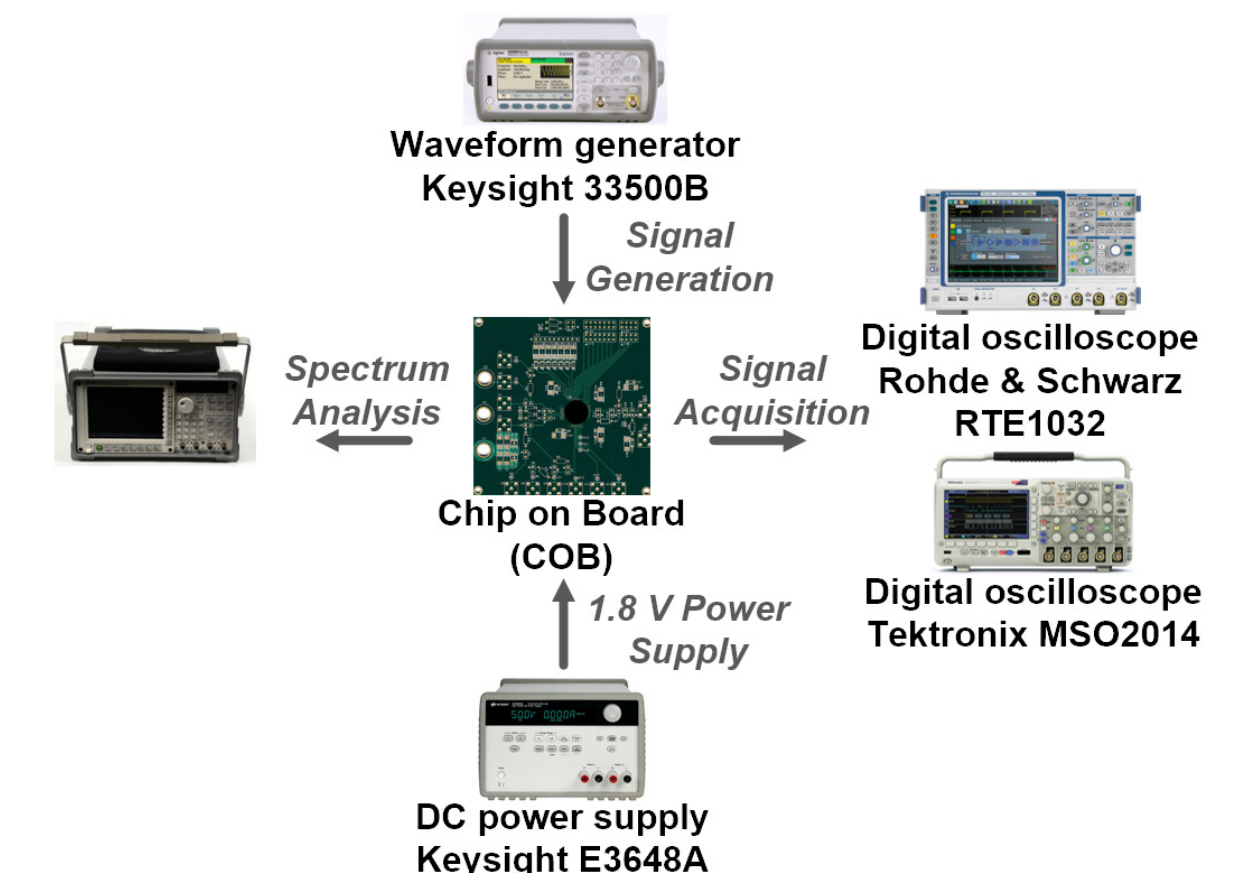 Waveform generator
Keysight 33500B
Signal
Generation
Spectrum
Analysis
Signal
Acquisition
Digital oscilloscope
Rohde & Schwarz
RTE1032
Chip on Board
(COB)
Digital oscilloscope
Tektronix MSO2014
1.8 V Power
Supply
DC power supply
Keysight E3648A